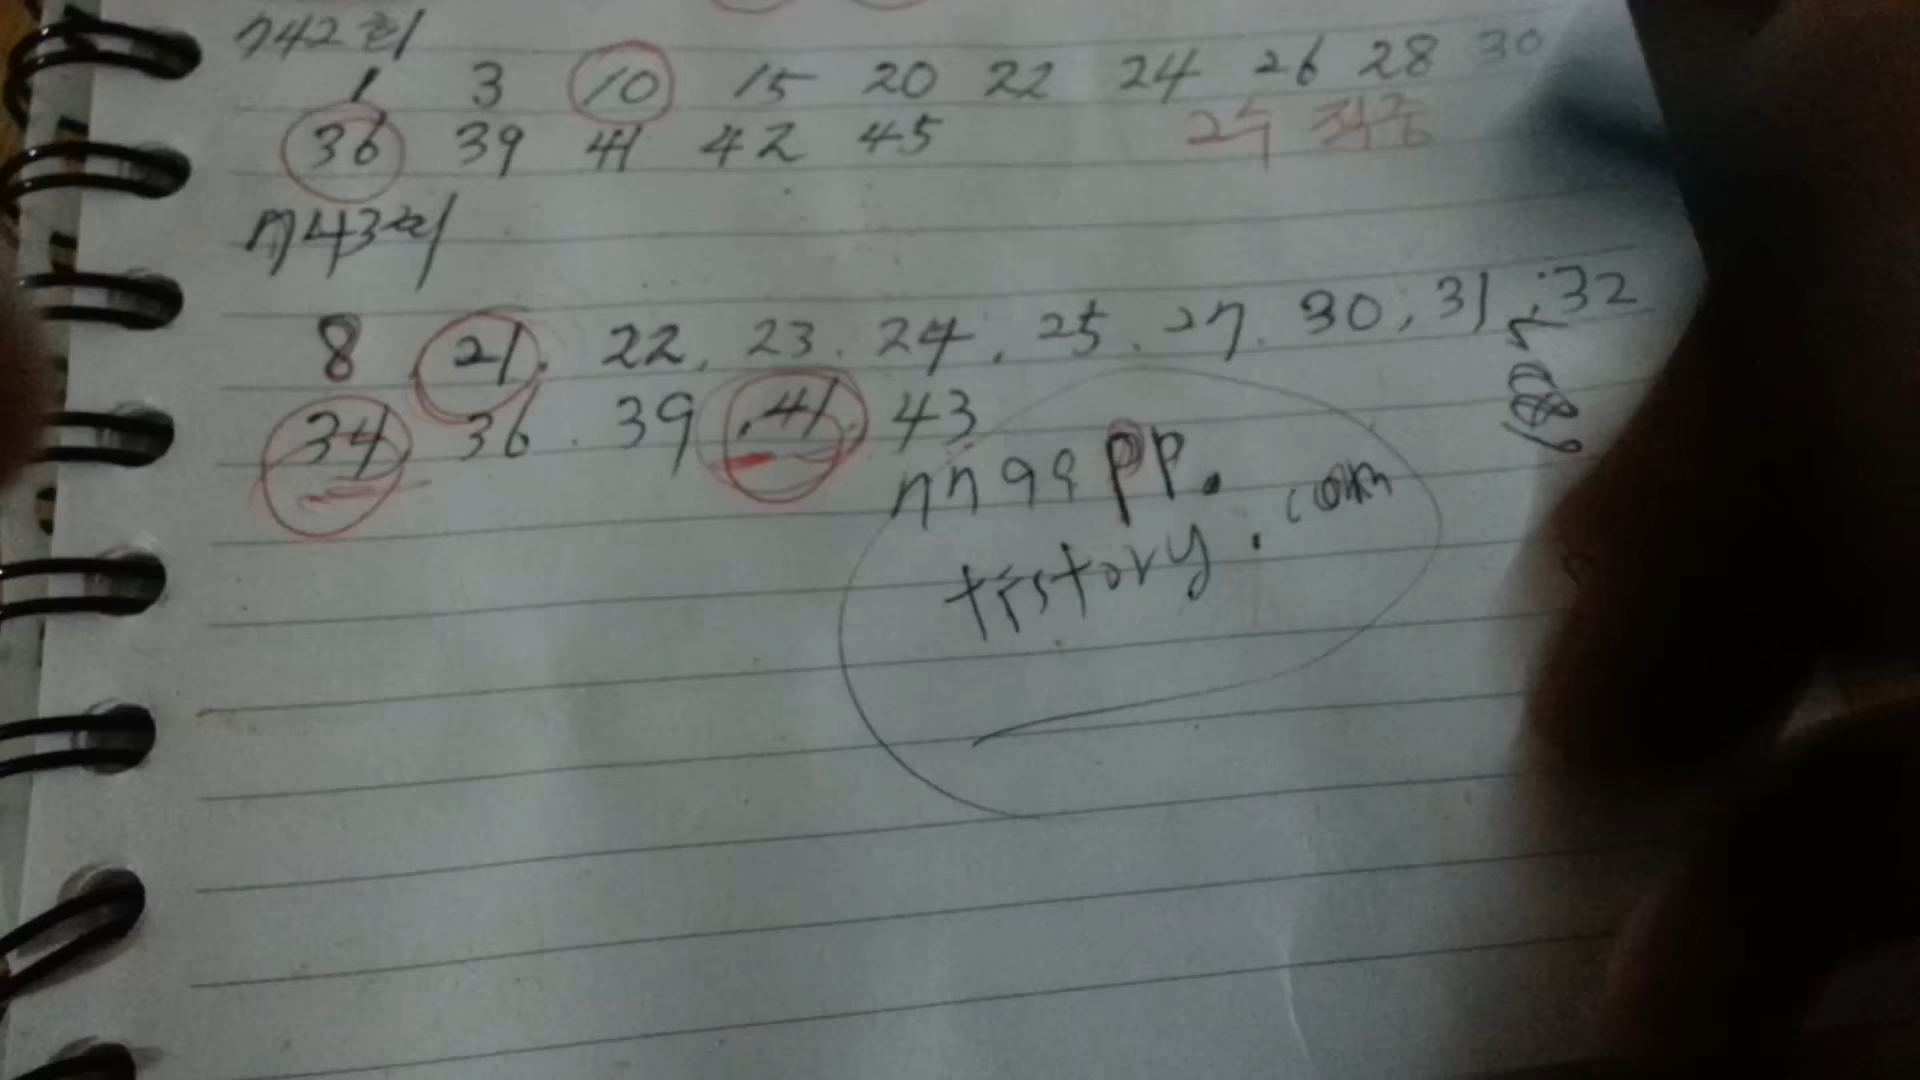 742회
1 3 10 15 20 22 24 26 28 30
36 39 41 42 45 2수 적중
743회
8 . 21 . 22 . 23 . 24 . 25 . 27 . 30 , 31 , 32
34 36 . 39 . 41 . 43
nnqqpp.
tistory.com